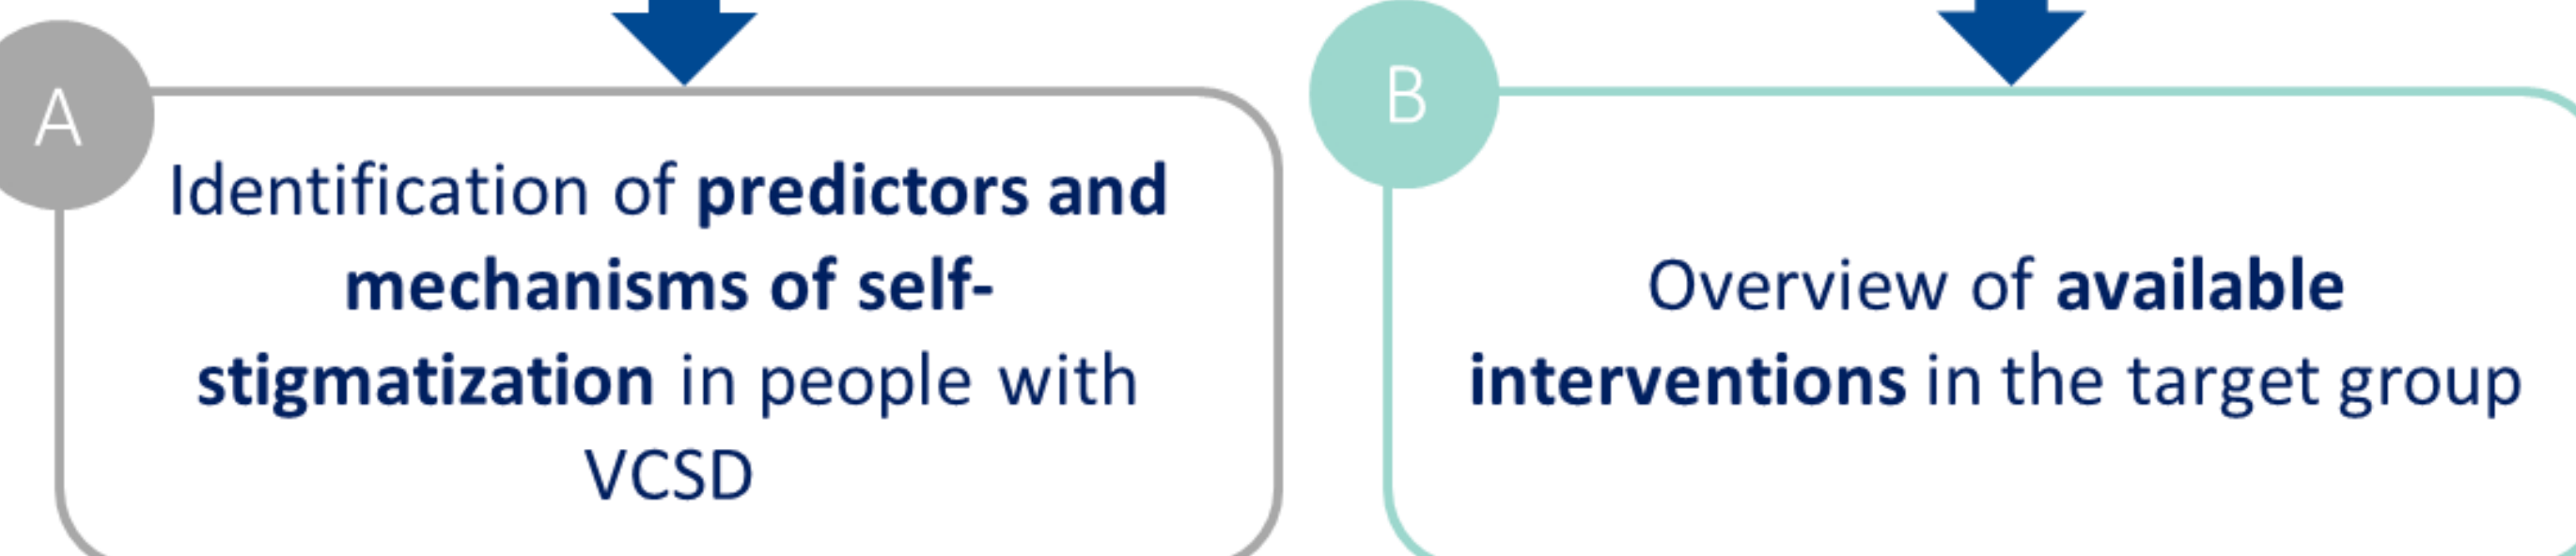 A
Identification of predictors and
mechanisms of self-
stigmatization in people with
VCSD
B
Overview of available
interventions in the target group